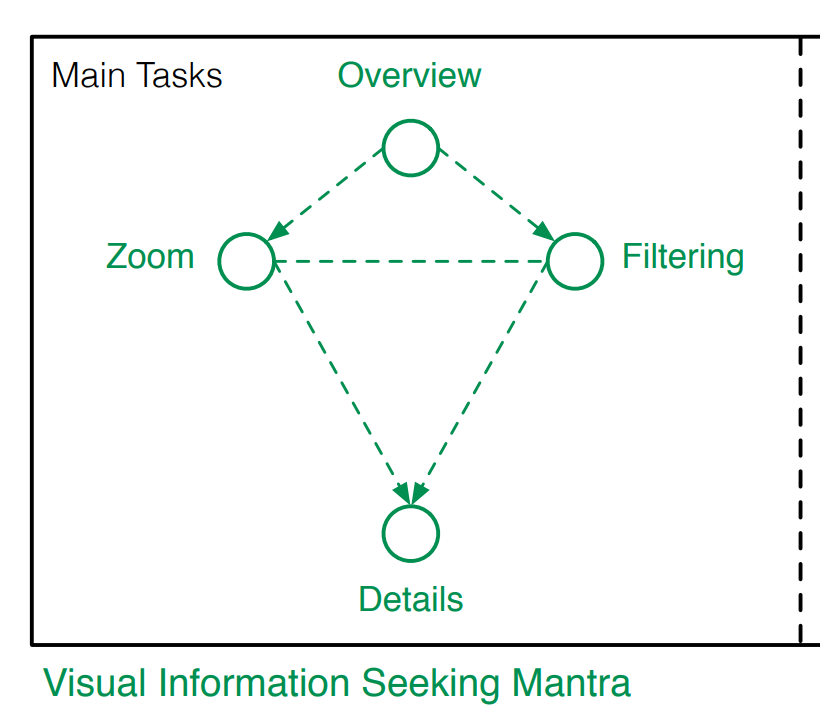 Main Tasks
Overview
Zoom
Filtering
Details
Visual Information Seeking Mantra